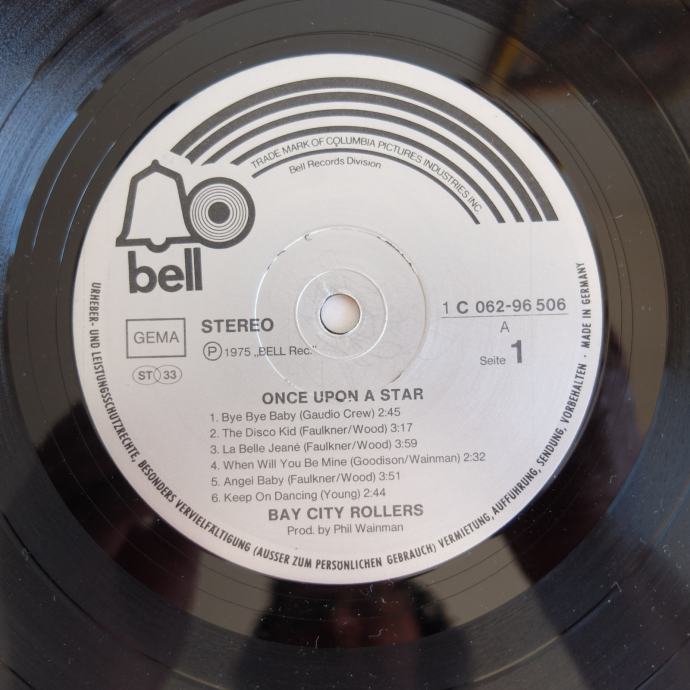 TRADE MARK OF COLUMBIA PICTURES INDUSTRIES INC
Bell Records Division
bell
GEMA
STEREO
1 C 062-96 506
A
Ⓟ 1975 „BELL Rec."
Seite 1
ST 33
ONCE UPON A STAR
1. Bye Bye Baby (Gaudio Crew) 2:45
2. The Disco Kid (Faulkner/Wood) 3:17
3. La Belle Jeane (Faulkner/Wood) 3:59
4. When Will You Be Mine (Goodison/Wainman) 2:32
5. Angel Baby (Faulkner/Wood) 3:51
6. Keep On Dancing (Young) 2:44
BAY CITY ROLLERS
Prod. by Phil Wainman
URHEBER- UND LEISTUNGSSCHUTZRECHTE, BESONDERS VERVIELFÄLTIGUNG (AUSSER ZUM PERSÖNLICHEN GEBRAUCH) VERMIETUNG, AUFFÜHRUNG, SENDUNG, VORBEHALTEN · MADE IN GERMANY